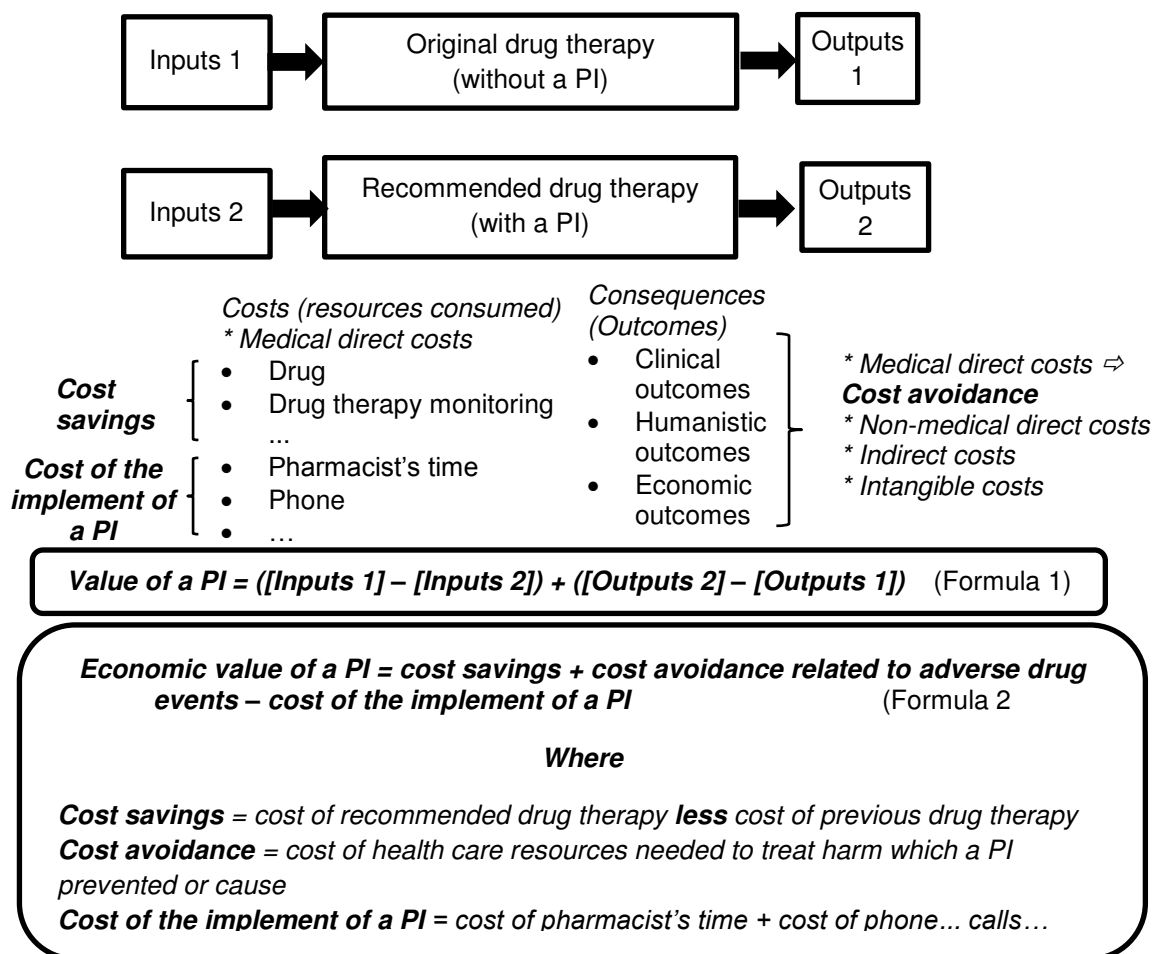 Inputs 1
Original drug therapy
(without a PI)
Outputs
1
Inputs 2
Recommended drug therapy
(with a PI)
Outputs
2
Costs (resources consumed)
* Medical direct costs
Cost
savings
• Drug
• Drug therapy monitoring
...
Cost of the
implement of
a PI
• Pharmacist's time
• Phone
• …
Consequences
(Outcomes)
• Clinical
outcomes
• Humanistic
outcomes
• Economic
outcomes
* Medical direct costs ⇨
Cost avoidance
* Non-medical direct costs
* Indirect costs
* Intangible costs
Value of a PI = ([Inputs 1] – [Inputs 2]) + ([Outputs 2] – [Outputs 1]) (Formula 1)
Economic value of a PI = cost savings + cost avoidance related to adverse drug
events – cost of the implement of a PI (Formula 2
Where
Cost savings = cost of recommended drug therapy less cost of previous drug therapy
Cost avoidance = cost of health care resources needed to treat harm which a PI
prevented or cause
Cost of the implement of a PI = cost of pharmacist's time + cost of phone... calls…